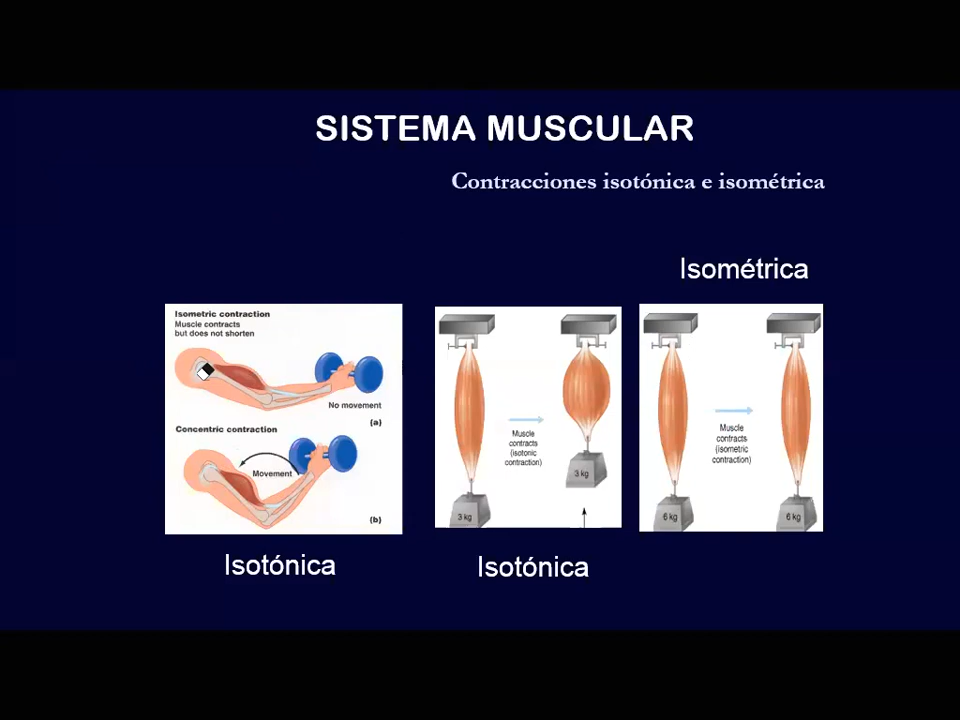 SISTEMA MUSCULAR
Contracciones isotónica e isométrica
Isométrica
Isometric contraction
Muscle contracts
but does not shorten
No movement
(a)
Concentric contraction
Movement
(b)
Isotónica
Muscle
contracts
(isotonic
contraction)
3 kg
3 kg
Isotónica
Muscle
contracts
(isometric
contraction)
6 kg
6 kg